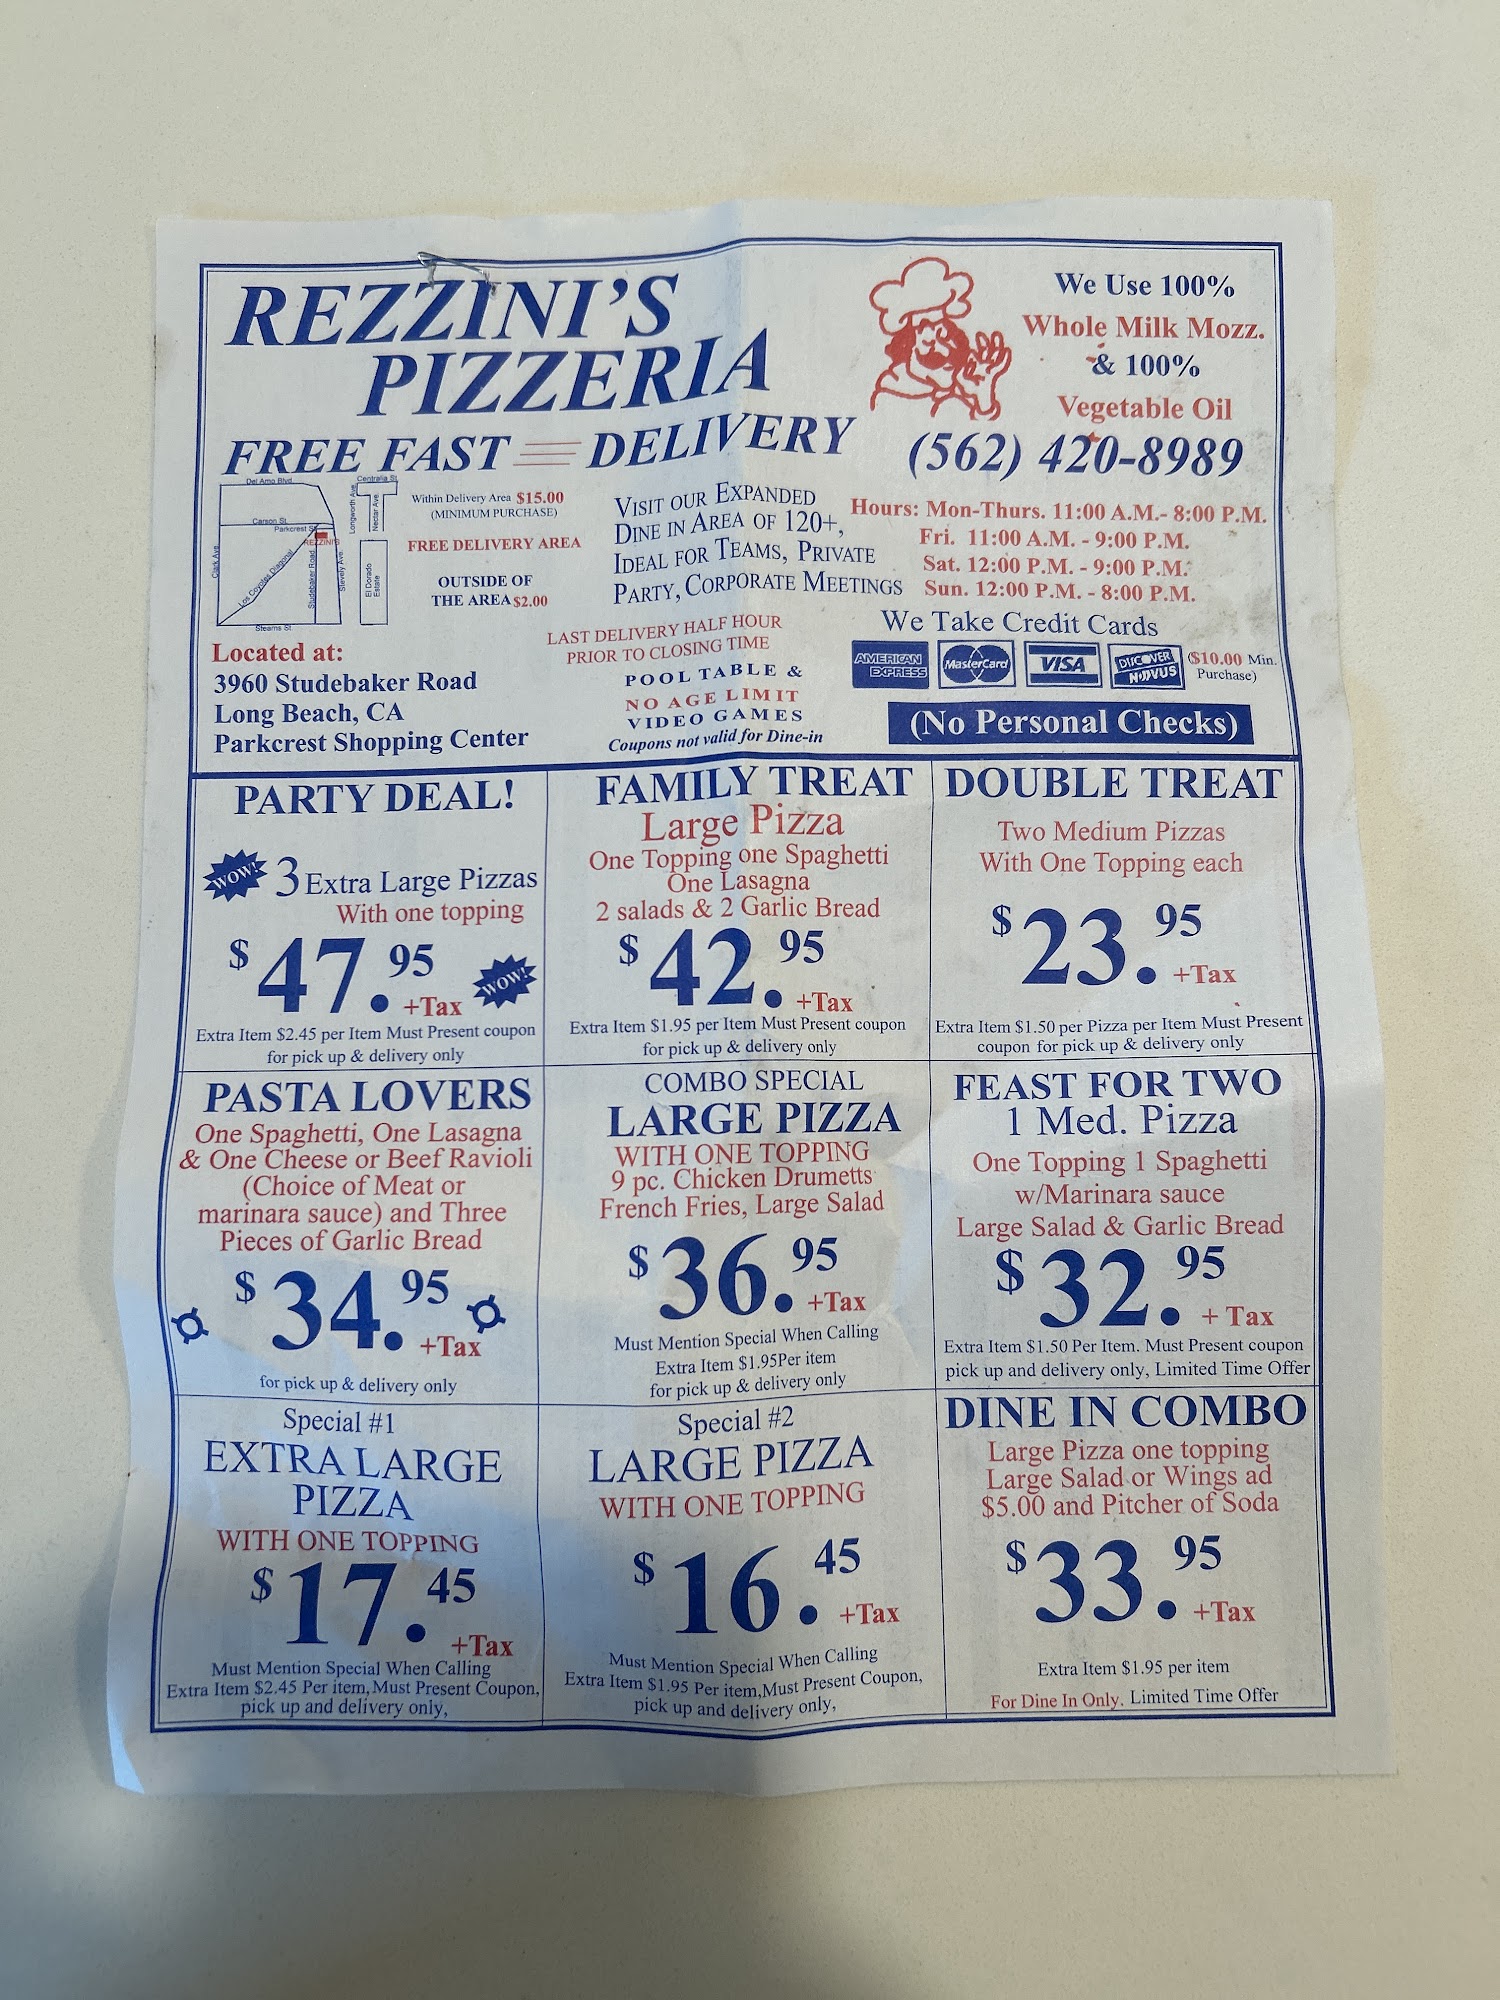 REZZINI'S
PIZZERIA
FREE FAST DELIVERY
We Use 100%
Whole Milk Mozz.
& 100%
Vegetable Oil
(562) 420-8989
Del Amo Blvd.
Carson St.
Parkcrest St.
REZZINI'S
Clark Ave
Los Coyotes Diagonal
Studebaker Road
Stevely Ave.
Stearns St
Centralia St
Longworth Ave
Nectar Ave
El Dorado
Estate
Within Delivery Area $15.00
(MINIMUM PURCHASE)
FREE DELIVERY AREA
OUTSIDE OF
THE AREA $2.00
VISIT OUR EXPANDED
DINE IN AREA OF 120+,
IDEAL FOR TEAMS, PRIVATE
PARTY, CORPORATE MEETINGS
Hours: Mon-Thurs. 11:00 A.M.- 8:00 P.M.
Fri. 11:00 A.M. - 9:00 P.M.
Sat. 12:00 P.M. - 9:00 P.M.
Sun. 12:00 P.M. - 8:00 P.M.
Located at:
3960 Studebaker Road
Long Beach, CA
Parkcrest Shopping Center
LAST DELIVERY HALF HOUR
PRIOR TO CLOSING TIME
POOL TABLE &
NO AGE LIMIT
VIDEO GAMES
Coupons not valid for Dine-in
We Take Credit Cards
AMERICAN
EXPRESS
MasterCard
VISA
DISCOVER
NOVUS
($10.00 Min.
Purchase)
(No Personal Checks)
PARTY DEAL!
WOW! 3 Extra Large Pizzas
With one topping
$47.95
+Tax
WOW!
Extra Item $2.45 per Item Must Present coupon
for pick up & delivery only
FAMILY TREAT
Large Pizza
One Topping one Spaghetti
One Lasagna
2 salads & 2 Garlic Bread
$42.95
+Tax
Extra Item $1.95 per Item Must Present coupon
for pick up & delivery only
DOUBLE TREAT
Two Medium Pizzas
With One Topping each
$23.95
+Tax
Extra Item $1.50 per Pizza per Item Must Present
coupon for pick up & delivery only
PASTA LOVERS
One Spaghetti, One Lasagna
& One Cheese or Beef Ravioli
(Choice of Meat or
marinara sauce) and Three
Pieces of Garlic Bread
$34.95
+Tax
for pick up & delivery only
COMBO SPECIAL
LARGE PIZZA
WITH ONE TOPPING
9 pc. Chicken Drumetts
French Fries, Large Salad
$36.95
+Tax
Must Mention Special When Calling
Extra Item $1.95Per item
for pick up & delivery only
FEAST FOR TWO
1 Med. Pizza
One Topping 1 Spaghetti
w/Marinara sauce
Large Salad & Garlic Bread
$32.95
+ Tax
Extra Item $1.50 Per Item. Must Present coupon
pick up and delivery only, Limited Time Offer
Special #1
EXTRA LARGE
PIZZA
WITH ONE TOPPING
$17.45
+Tax
Must Mention Special When Calling
Extra Item $2.45 Per item, Must Present Coupon,
pick up and delivery only,
Special #2
LARGE PIZZA
WITH ONE TOPPING
$16.45
+Tax
Must Mention Special When Calling
Extra Item $1.95 Per item, Must Present Coupon,
pick up and delivery only,
DINE IN COMBO
Large Pizza one topping
Large Salad or Wings ad
$5.00 and Pitcher of Soda
$33.95
+Tax
Extra Item $1.95 per item
For Dine In Only. Limited Time Offer